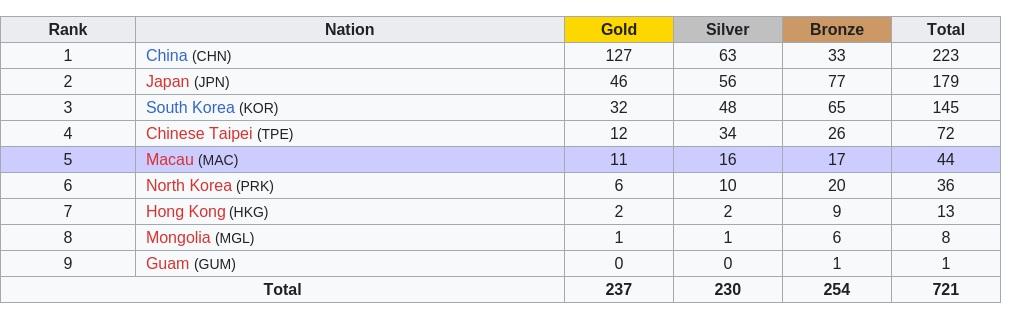 Rank Nation Gold Silver Bronze Total
1 China (CHN) 127 63 33 223
2 Japan (JPN) 46 56 77 179
3 South Korea (KOR) 32 48 65 145
4 Chinese Taipei (TPE) 12 34 26 72
5 Macau (MAC) 11 16 17 44
6 North Korea (PRK) 6 10 20 36
7 Hong Kong (HKG) 2 2 9 13
8 Mongolia (MGL) 1 1 6 8
9 Guam (GUM) 0 0 1 1
Total 237 230 254 721